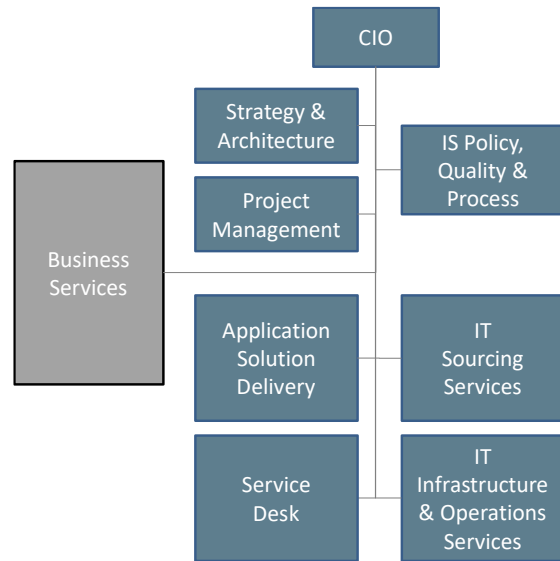 CIO
Strategy &
Architecture
IS Policy,
Quality &
Process
Project
Management
Business
Services
Application
Solution
Delivery
IT
Sourcing
Services
Service
Desk
IT
Infrastructure
& Operations
Services